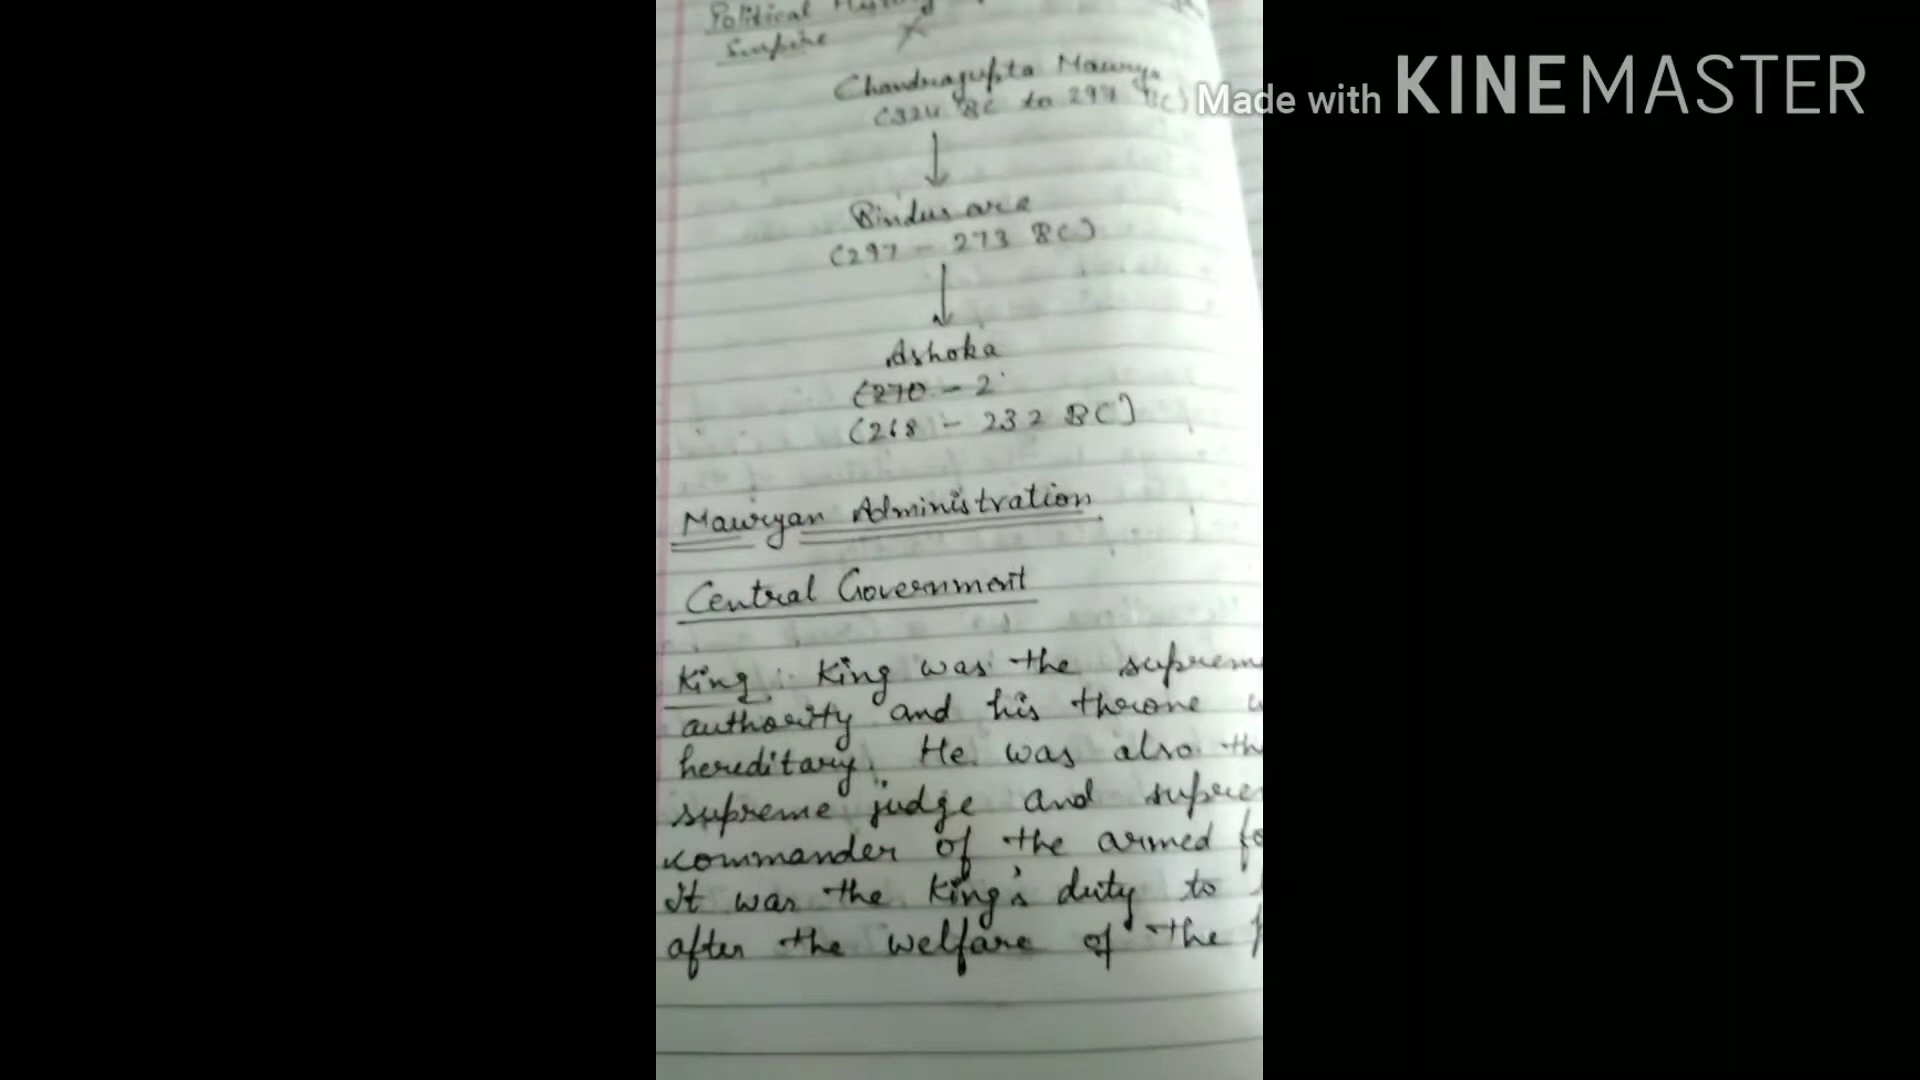 Political
Empire
Chandragupta Maurya
(324 BC to 297 BC)
Made with KINEMASTER
Bindusare
(297 - 273 BC)
Ashoka
(270 - 2
(268 - 232 BC)
Mauryan Administration
Central Government
King: King was the suprem
authority and his throne
hereditary. He was also th
supreme judge and supre
commander of the armed fo
It was the King's duty to
after the welfare of the